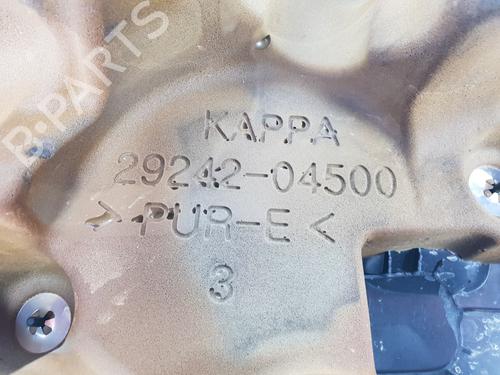 B-PARTS
KAPPA
29242-04500
>PUR-E<
3